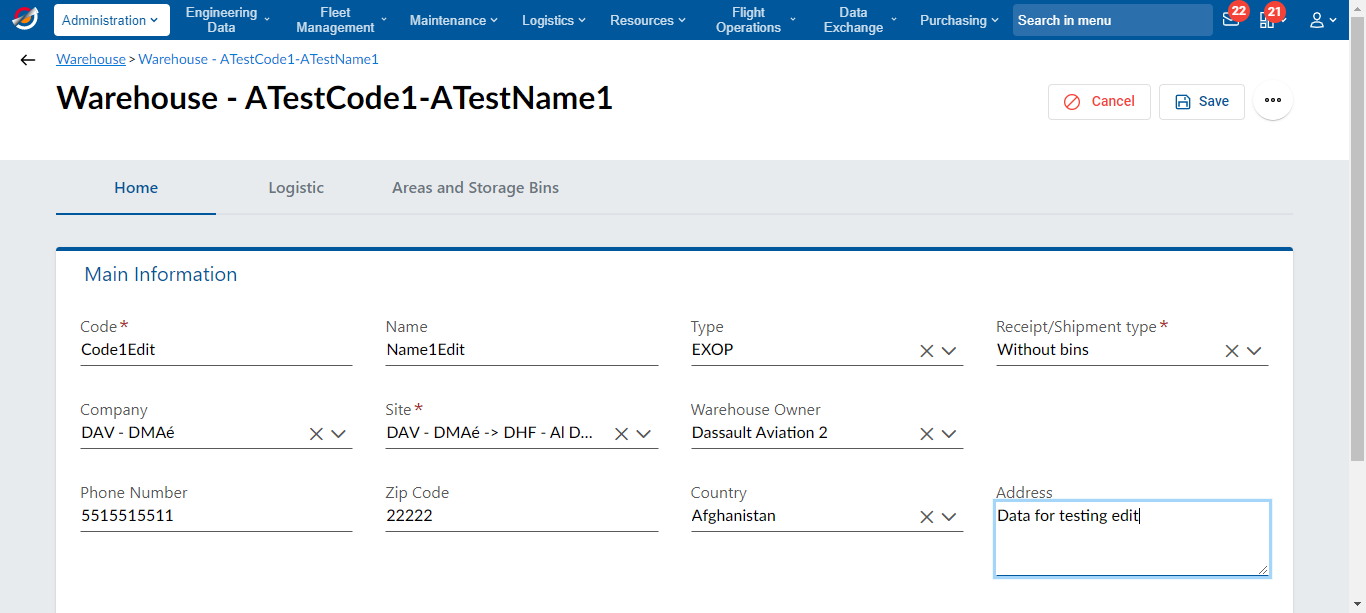 Administration
Engineering Data
Fleet Management
Maintenance
Logistics
Resources
Flight Operations
Data Exchange
Purchasing
Search in menu
22
21
Warehouse > Warehouse - ATestCode1-ATestName1
Warehouse - ATestCode1-ATestName1
Cancel
Save
Home
Logistic
Areas and Storage Bins
Main Information
Code*
Name
Type
Receipt/Shipment type*
Code1Edit
Name1Edit
EXOP
Without bins
Company
Site*
Warehouse Owner
DAV - DMAé
DAV - DMAé -> DHF - Al D...
Dassault Aviation 2
Phone Number
Zip Code
Country
Address
5515515511
22222
Afghanistan
Data for testing edit